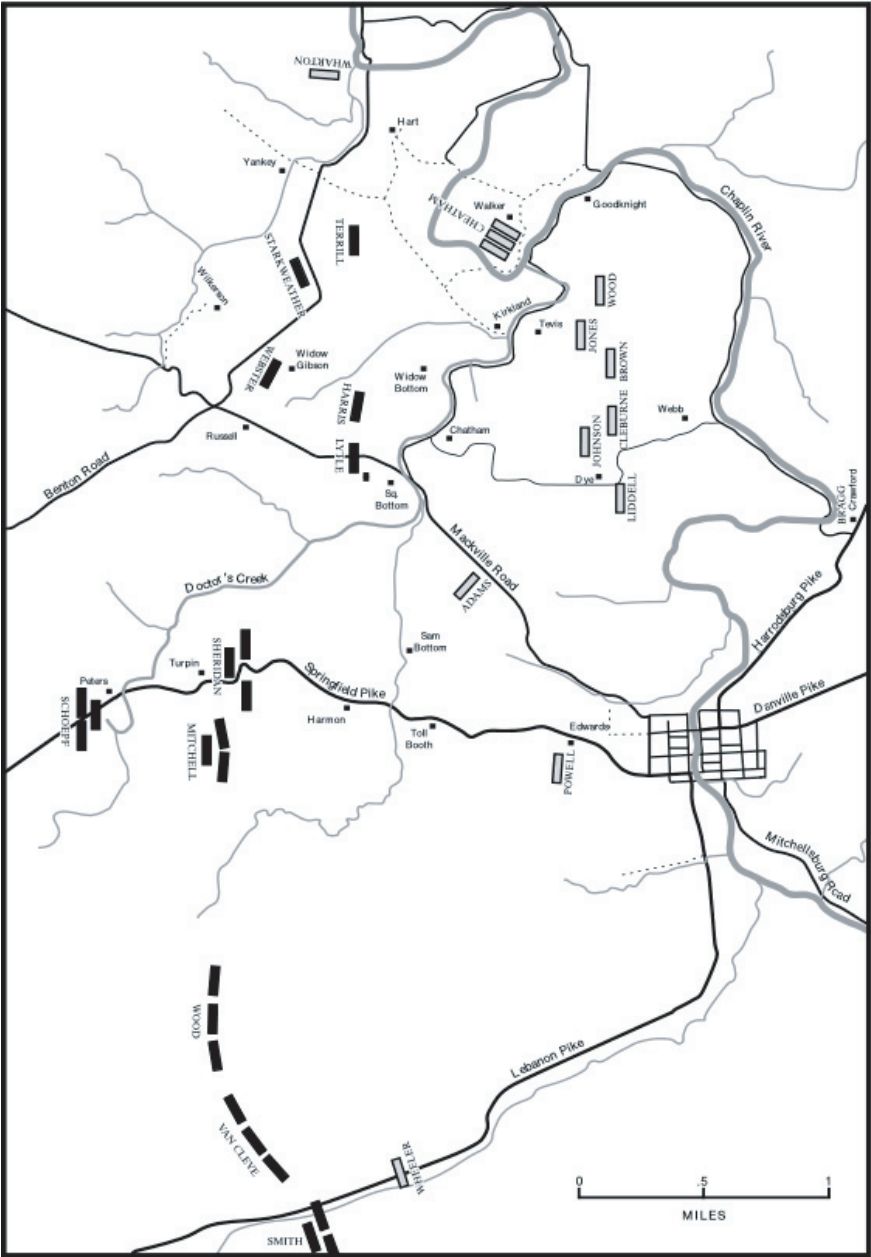 WHARTON
Hart
Yankey
Walker
CHEATHAM
Goodknight
Chaplin River
TERRILL
STARKWEATHER
Wilkerson
WOOD
Kirkland
Tevis
JONES
BROWN
WEBSTER
Widow
Gibson
Widow
Bottom
HARRIS
CLEBURNE
Webb
Russell
LYTLE
Chatham
JOHNSON
Benton Road
Sq.
Bottom
Dye
LIDDELL
BRAGG
Crawford
Mackville Road
Doctor's Creek
ADAMS
Harrodsburg Pike
Sam
Bottom
SHERIDAN
Turpin
Peters
Springfield Pike
SCHOEPF
Danville Pike
Harmon
Toll
Booth
Edwards
MITCHELL
POWELL
Mitchellsburg Road
WOOD
Lebanon Pike
VAN CLEVE
WHEELER
SMITH
0 .5 1
MILES